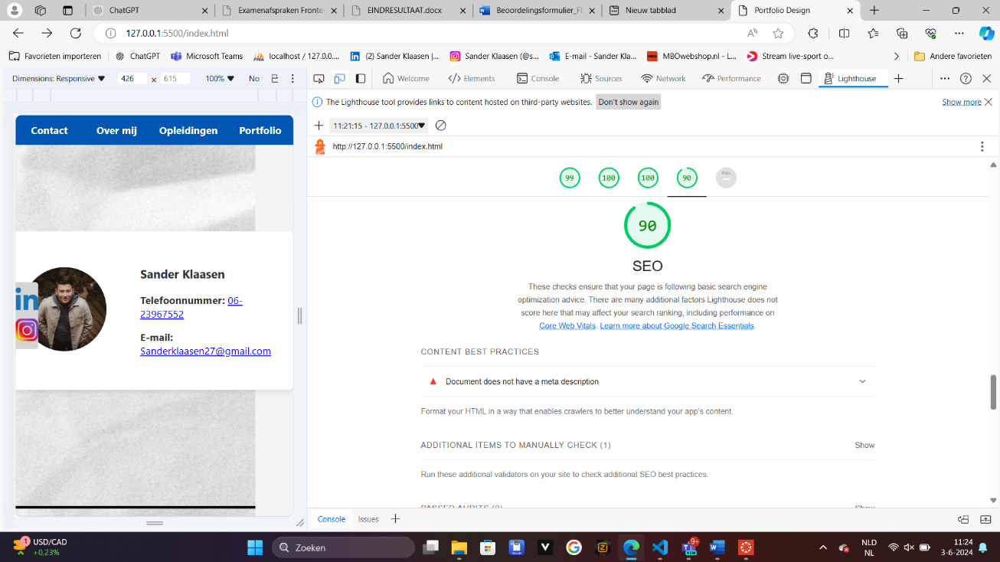 ChatGPT
Examenafspraken Fronte
EINDRESULTAAT.docx
Beoordelingsformulier_FE
Nieuw tabblad
Portfolio Design
127.0.0.1:5500/index.html
Favorieten importeren
ChatGPT
Microsoft Teams
localhost / 127.0.0....
(2) Sander Klaasen |...
Sander Klaasen (@s...
E-mail - Sander Kla...
MBOwebshop.nl - L...
Stream live-sport o...
Andere favorieten
Dimensions: Responsive
426
×
615
100%
No
Welcome
Elements
Console
Sources
Network
Performance
Lighthouse
The Lighthouse tool provides links to content hosted on third-party websites.
Don't show again
Show more
11:21:15 - 127.0.0.1:5500
http://127.0.0.1:5500/index.html
Contact
Over mij
Opleidingen
Portfolio
Sander Klaasen
Telefoonnummer: 06-
23967552
E-mail:
Sanderklaasen27@gmail.com
99
100
100
90
90
SEO
These checks ensure that your page is following basic search engine
optimization advice. There are many additional factors Lighthouse does not
score here that may affect your search ranking, including performance on
Core Web Vitals. Learn more about Google Search Essentials.
CONTENT BEST PRACTICES
Document does not have a meta description
Format your HTML in a way that enables crawlers to better understand your app's content.
ADDITIONAL ITEMS TO MANUALLY CHECK (1)
Show
Run these additional validators on your site to check additional SEO best practices.
PASSED AUDITS
Show
Console
Issues
1
USD/CAD
+0,23%
Zoeken
9+
NEW
NLD
NL
11:24
3-6-2024